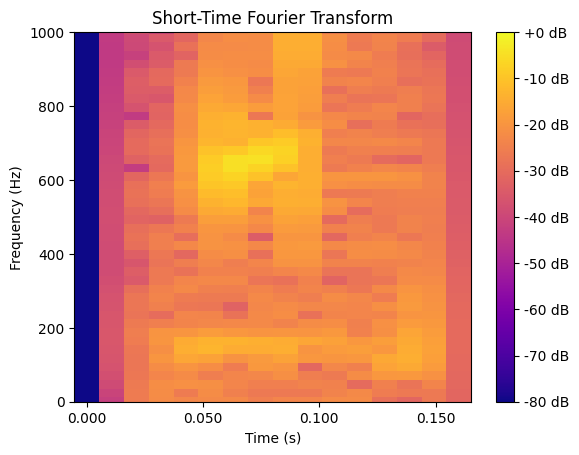 Short-Time Fourier Transform
Frequency (Hz)
1000
800
600
400
200
0
0.000
0.050
0.100
0.150
Time (s)
+0 dB
-10 dB
-20 dB
-30 dB
-40 dB
-50 dB
-60 dB
-70 dB
-80 dB